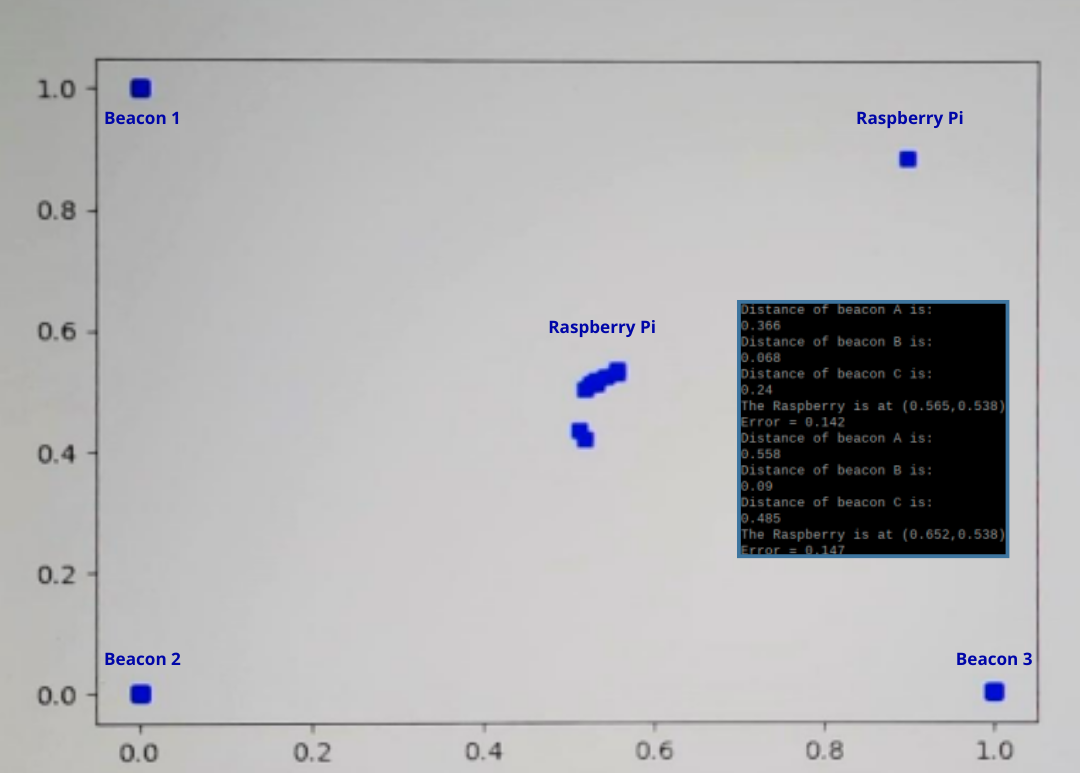 1.0
Beacon 1
Raspberry Pi
0.8
0.6
Raspberry Pi
Distance of beacon A is:
0.366
Distance of beacon B is:
0.068
Distance of beacon C is:
0.24
The Raspberry is at (0.565,0.538)
Error = 0.142
Distance of beacon A is:
0.558
Distance of beacon B is:
0.09
Distance of beacon C is:
0.485
The Raspberry is at (0.652,0.538)
Error = 0.147
0.4
0.2
Beacon 2
Beacon 3
0.0
0.0 0.2 0.4 0.6 0.8 1.0